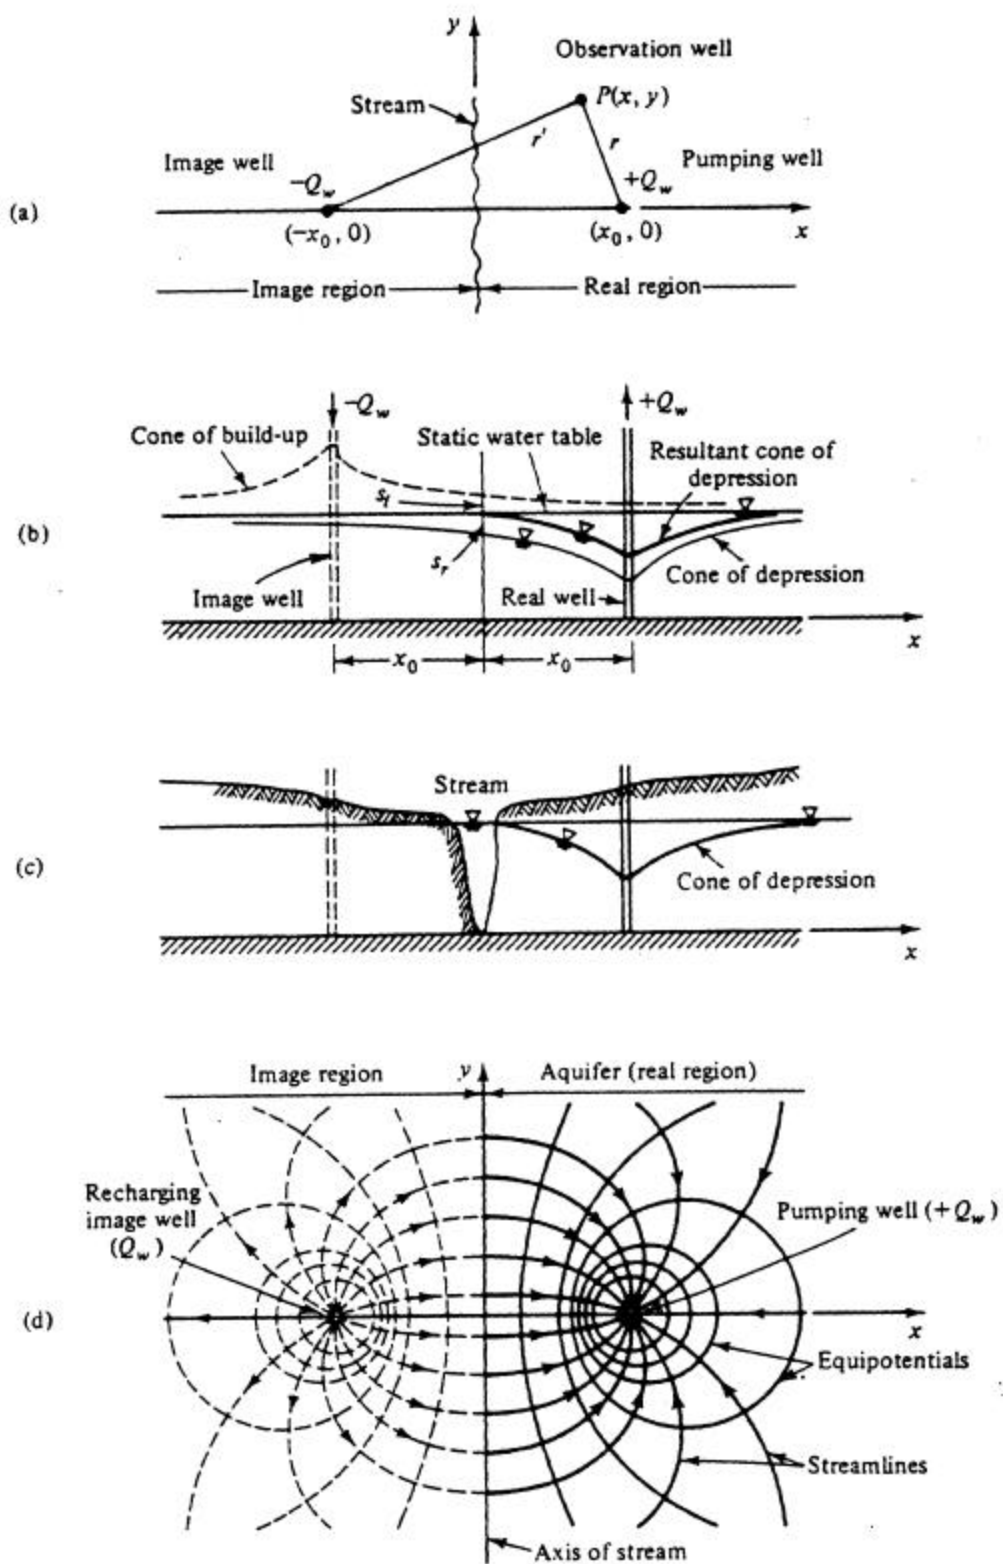 (a)
y
Observation well
P(x, y)
Stream
r'
r
Image well
−Q_w
+Q_w
Pumping well
(−x_0, 0)
(x_0, 0)
x
Image region
Real region
(b)
−Q_w
+Q_w
Cone of build-up
Static water table
Resultant cone of
depression
s_i
s_r
Image well
Real well
Cone of depression
x
x_0
x_0
(c)
Stream
Cone of depression
x
(d)
Image region
y
Aquifer (real region)
Recharging
image well
(Q_w)
Pumping well (+Q_w)
x
Equipotentials
Streamlines
Axis of stream